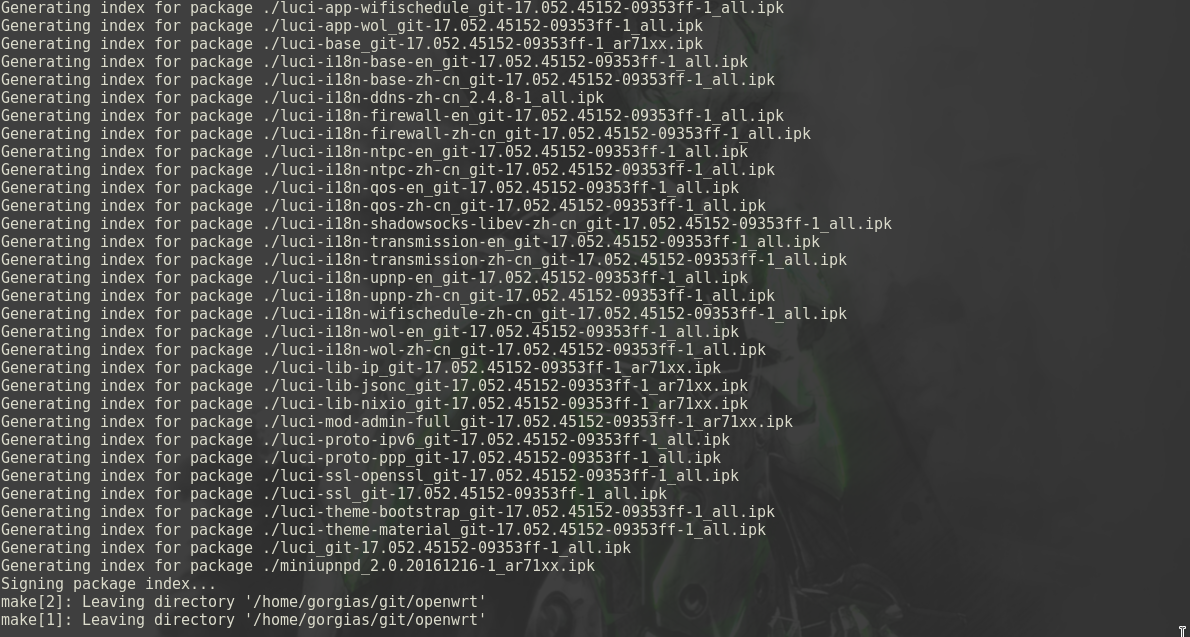 Generating index for package ./luci-app-wifischedule_git-17.052.45152-09353ff-1_all.ipk
Generating index for package ./luci-app-wol_git-17.052.45152-09353ff-1_all.ipk
Generating index for package ./luci-base_git-17.052.45152-09353ff-1_ar71xx.ipk
Generating index for package ./luci-i18n-base-en_git-17.052.45152-09353ff-1_all.ipk
Generating index for package ./luci-i18n-base-zh-cn_git-17.052.45152-09353ff-1_all.ipk
Generating index for package ./luci-i18n-ddns-zh-cn_2.4.8-1_all.ipk
Generating index for package ./luci-i18n-firewall-en_git-17.052.45152-09353ff-1_all.ipk
Generating index for package ./luci-i18n-firewall-zh-cn_git-17.052.45152-09353ff-1_all.ipk
Generating index for package ./luci-i18n-ntpc-en_git-17.052.45152-09353ff-1_all.ipk
Generating index for package ./luci-i18n-ntpc-zh-cn_git-17.052.45152-09353ff-1_all.ipk
Generating index for package ./luci-i18n-qos-en_git-17.052.45152-09353ff-1_all.ipk
Generating index for package ./luci-i18n-qos-zh-cn_git-17.052.45152-09353ff-1_all.ipk
Generating index for package ./luci-i18n-shadowsocks-libev-zh-cn_git-17.052.45152-09353ff-1_all.ipk
Generating index for package ./luci-i18n-transmission-en_git-17.052.45152-09353ff-1_all.ipk
Generating index for package ./luci-i18n-transmission-zh-cn_git-17.052.45152-09353ff-1_all.ipk
Generating index for package ./luci-i18n-upnp-en_git-17.052.45152-09353ff-1_all.ipk
Generating index for package ./luci-i18n-upnp-zh-cn_git-17.052.45152-09353ff-1_all.ipk
Generating index for package ./luci-i18n-wifischedule-zh-cn_git-17.052.45152-09353ff-1_all.ipk
Generating index for package ./luci-i18n-wol-en_git-17.052.45152-09353ff-1_all.ipk
Generating index for package ./luci-i18n-wol-zh-cn_git-17.052.45152-09353ff-1_all.ipk
Generating index for package ./luci-lib-ip_git-17.052.45152-09353ff-1_ar71xx.ipk
Generating index for package ./luci-lib-jsonc_git-17.052.45152-09353ff-1_ar71xx.ipk
Generating index for package ./luci-lib-nixio_git-17.052.45152-09353ff-1_ar71xx.ipk
Generating index for package ./luci-mod-admin-full_git-17.052.45152-09353ff-1_ar71xx.ipk
Generating index for package ./luci-proto-ipv6_git-17.052.45152-09353ff-1_all.ipk
Generating index for package ./luci-proto-ppp_git-17.052.45152-09353ff-1_all.ipk
Generating index for package ./luci-ssl-openssl_git-17.052.45152-09353ff-1_all.ipk
Generating index for package ./luci-ssl_git-17.052.45152-09353ff-1_all.ipk
Generating index for package ./luci-theme-bootstrap_git-17.052.45152-09353ff-1_all.ipk
Generating index for package ./luci-theme-material_git-17.052.45152-09353ff-1_all.ipk
Generating index for package ./luci_git-17.052.45152-09353ff-1_all.ipk
Generating index for package ./miniupnpd_2.0.20161216-1_ar71xx.ipk
Signing package index...
make[2]: Leaving directory '/home/gorgias/git/openwrt'
make[1]: Leaving directory '/home/gorgias/git/openwrt'